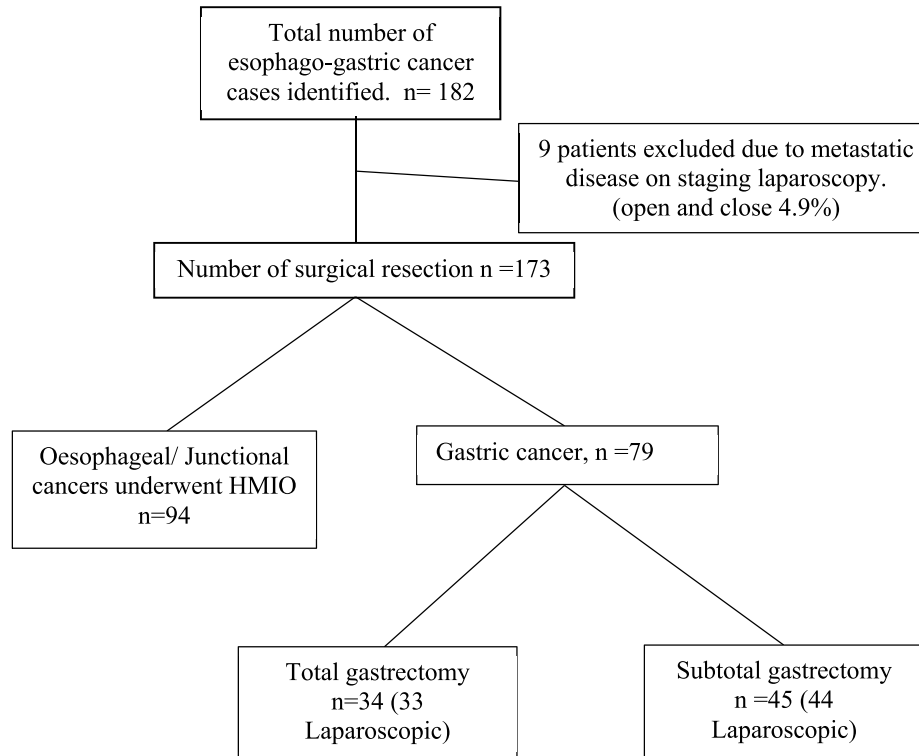 Total number of
esophago-gastric cancer
cases identified.  n= 182
9 patients excluded due to metastatic
disease on staging laparoscopy.
(open and close 4.9%)
Number of surgical resection n =173
Oesophageal/ Junctional
cancers underwent HMIO
n=94
Gastric cancer, n =79
Total gastrectomy
n=34 (33
Laparoscopic)
Subtotal gastrectomy
n =45 (44
Laparoscopic)